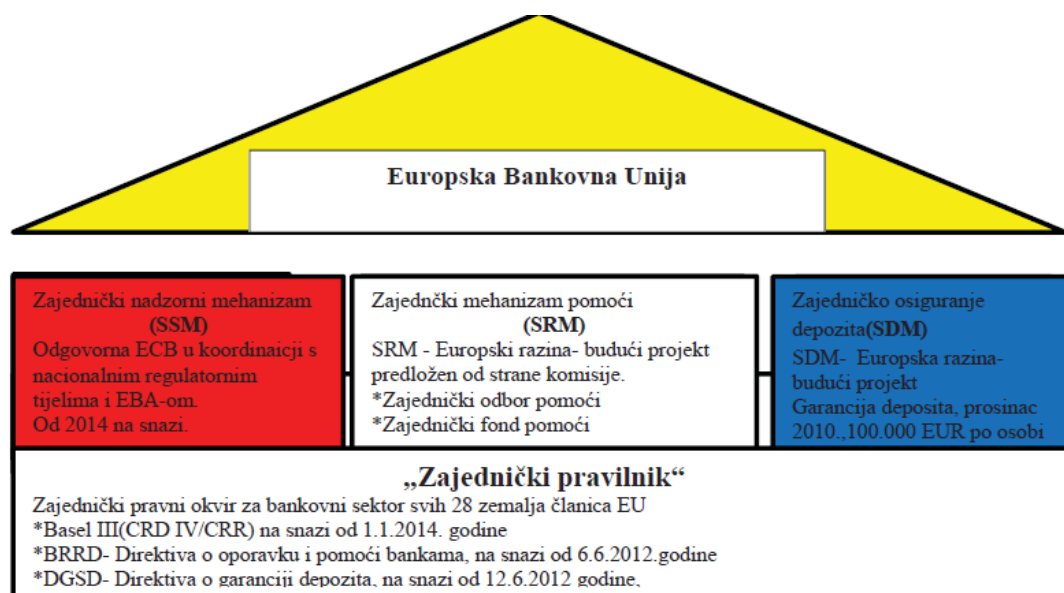 Europska Bankovna Unija
Zajednički nadzorni mehanizam
(SSM)
Odgovorna ECB u koordinaicji s
nacionalnim regulatornim
tijelima i EBA-om.
Od 2014 na snazi.
Zajednčki mehanizam pomoći
(SRM)
SRM - Europski razina- budući projekt
predložen od strane komisije.
*Zajednički odbor pomoći
*Zajednički fond pomoći
Zajedničko osiguranje
depozita(SDM)
SDM- Europska razina-
budući projekt
Garancija deposita, prosinac
2010.,100.000 EUR po osobi
„Zajednički pravilnik“
Zajednički pravni okvir za bankovni sektor svih 28 zemalja članica EU
*Basel III(CRD IV/CRR) na snazi od 1.1.2014. godine
*BRRD- Direktiva o oporavku i pomoći bankama, na snazi od 6.6.2012.godine
*DGSD- Direktiva o garanciji depozita, na snazi od 12.6.2012 godine,